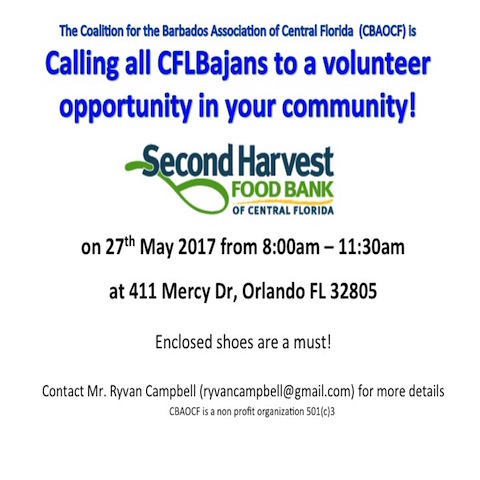 The Coalition for the Barbados Association of Central Florida (CBAOCF) is
Calling all CFLBajans to a volunteer
opportunity in your community!
Second Harvest
FOOD BANK
OF CENTRAL FLORIDA
on 27th May 2017 from 8:00am – 11:30am
at 411 Mercy Dr, Orlando FL 32805
Enclosed shoes are a must!
Contact Mr. Ryvan Campbell (ryvancampbell@gmail.com) for more details
CBAOCF is a non profit organization 501(c)3